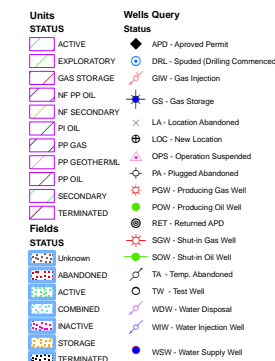 Units
STATUS
ACTIVE
EXPLORATORY
GAS STORAGE
NF PP OIL
NF SECONDARY
PI OIL
PP GAS
PP GEOTHERML
PP OIL
SECONDARY
TERMINATED
Fields
STATUS
Unknown
ABANDONED
ACTIVE
COMBINED
INACTIVE
STORAGE
TERMINATED
Wells Query
Status
APD - Aproved Permit
DRL - Spuded (Drilling Commenced
GIW - Gas Injection
GS - Gas Storage
LA - Location Abandoned
LOC - New Location
OPS - Operation Suspended
PA - Plugged Abandoned
PGW - Producing Gas Well
POW - Producing Oil Well
RET - Returned APD
SGW - Shut-in Gas Well
SOW - Shut-in Oil Well
TA - Temp. Abandoned
TW - Test Well
WDW - Water Disposal
WIW - Water Injection Well
WSW - Water Supply Well